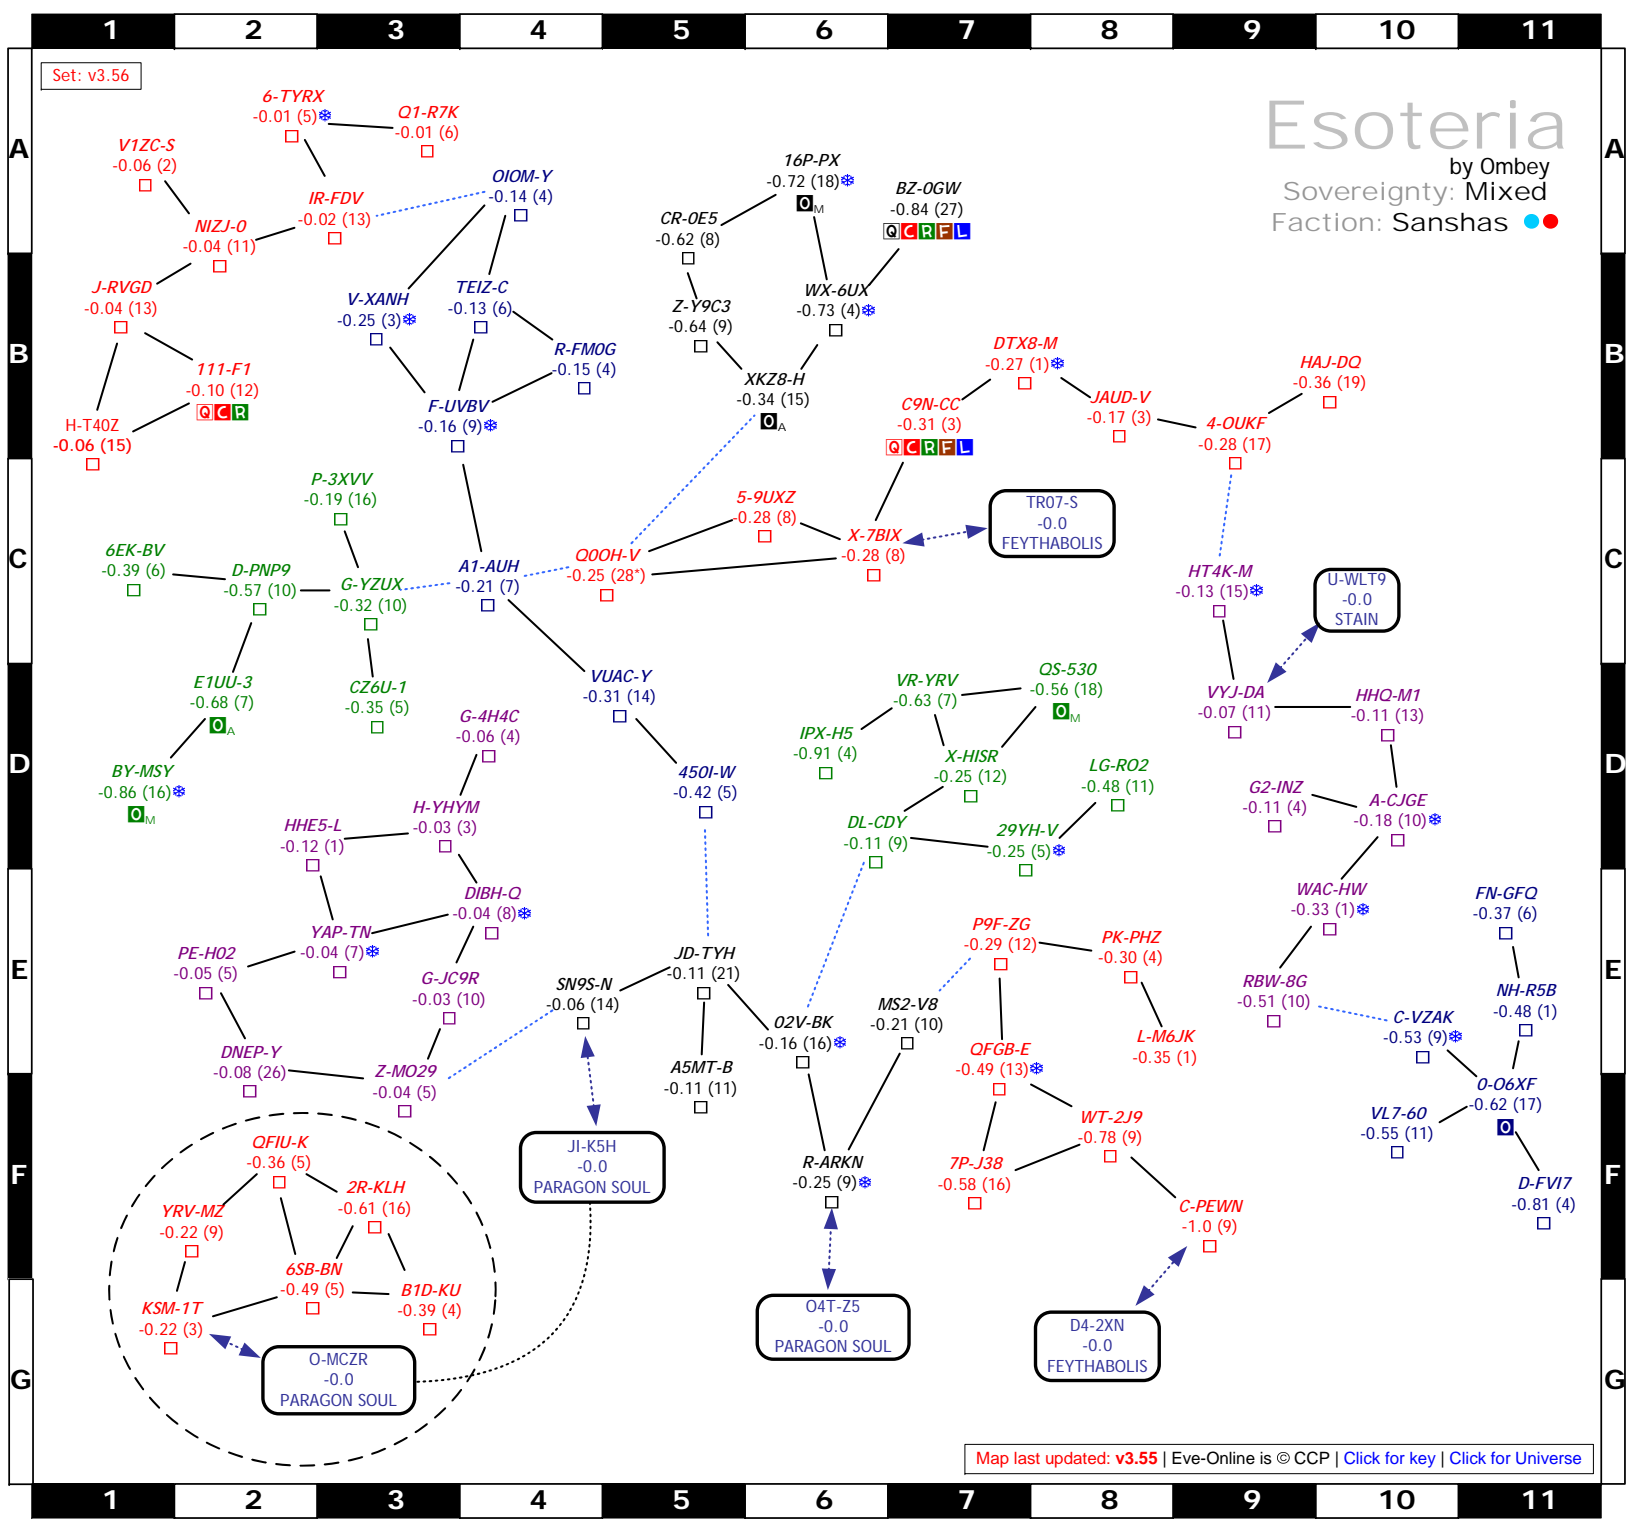 1 2 3 4 5 6 7 8 9 10 11
Set: v3.56
Esoteria
by Ombey
Sovereignty: Mixed
Faction: Sanshas
A
A
6-TYRX
-0.01 (5)
Q1-R7K
-0.01 (6)
V1ZC-S
-0.06 (2)
IR-FDV
-0.02 (13)
NIZJ-0
-0.04 (11)
OIOM-Y
-0.14 (4)
16P-PX
-0.72 (18)
O M
BZ-0GW
-0.84 (27)
Q C R F L
CR-0E5
-0.62 (8)
B
B
J-RVGD
-0.04 (13)
V-XANH
-0.25 (3)
TEIZ-C
-0.13 (6)
Z-Y9C3
-0.64 (9)
WX-6UX
-0.73 (4)
R-FM0G
-0.15 (4)
DTX8-M
-0.27 (1)
HAJ-DQ
-0.36 (19)
111-F1
-0.10 (12)
Q C R
XKZ8-H
-0.34 (15)
O A
JAUD-V
-0.17 (3)
F-UVBV
-0.16 (9)
C9N-CC
-0.31 (3)
Q C R F L
H-T40Z
-0.06 (15)
4-OUKF
-0.28 (17)
C
C
P-3XVV
-0.19 (16)
5-9UXZ
-0.28 (8)
TR07-S
-0.0
FEYTHABOLIS
X-7BIX
-0.28 (8)
6EK-BV
-0.39 (6)
D-PNP9
-0.57 (10)
G-YZUX
-0.32 (10)
A1-AUH
-0.21 (7)
Q0OH-V
-0.25 (28*)
HT4K-M
-0.13 (15)
U-WLT9
-0.0
STAIN
D
D
E1UU-3
-0.68 (7)
O A
CZ6U-1
-0.35 (5)
VUAC-Y
-0.31 (14)
VR-YRV
-0.63 (7)
QS-530
-0.56 (18)
O M
VYJ-DA
-0.07 (11)
HHQ-M1
-0.11 (13)
G-4H4C
-0.06 (4)
IPX-H5
-0.91 (4)
X-HISR
-0.25 (12)
BY-MSY
-0.86 (16)
O M
450I-W
-0.42 (5)
LG-RO2
-0.48 (11)
G2-INZ
-0.11 (4)
A-CJGE
-0.18 (10)
HHE5-L
-0.12 (1)
H-YHYM
-0.03 (3)
DL-CDY
-0.11 (9)
29YH-V
-0.25 (5)
E
E
DIBH-Q
-0.04 (8)
WAC-HW
-0.33 (1)
FN-GFQ
-0.37 (6)
YAP-TN
-0.04 (7)
P9F-ZG
-0.29 (12)
PK-PHZ
-0.30 (4)
PE-H02
-0.05 (5)
G-JC9R
-0.03 (10)
SN9S-N
-0.06 (14)
JD-TYH
-0.11 (21)
RBW-8G
-0.51 (10)
NH-R5B
-0.48 (1)
02V-BK
-0.16 (16)
MS2-V8
-0.21 (10)
C-VZAK
-0.53 (9)
DNEP-Y
-0.08 (26)
QFGB-E
-0.49 (13)
L-M6JK
-0.35 (1)
F
F
Z-MO29
-0.04 (5)
A5MT-B
-0.11 (11)
0-O6XF
-0.62 (17)
O
WT-2J9
-0.78 (9)
VL7-60
-0.55 (11)
QFIU-K
-0.36 (5)
JI-K5H
-0.0
PARAGON SOUL
R-ARKN
-0.25 (9)
7P-J38
-0.58 (16)
D-FVI7
-0.81 (4)
2R-KLH
-0.61 (16)
YRV-MZ
-0.22 (9)
C-PEWN
-1.0 (9)
G
G
6SB-BN
-0.49 (5)
B1D-KU
-0.39 (4)
KSM-1T
-0.22 (3)
O4T-Z5
-0.0
PARAGON SOUL
D4-2XN
-0.0
FEYTHABOLIS
O-MCZR
-0.0
PARAGON SOUL
Map last updated: v3.55 | Eve-Online is © CCP | Click for key | Click for Universe
1 2 3 4 5 6 7 8 9 10 11